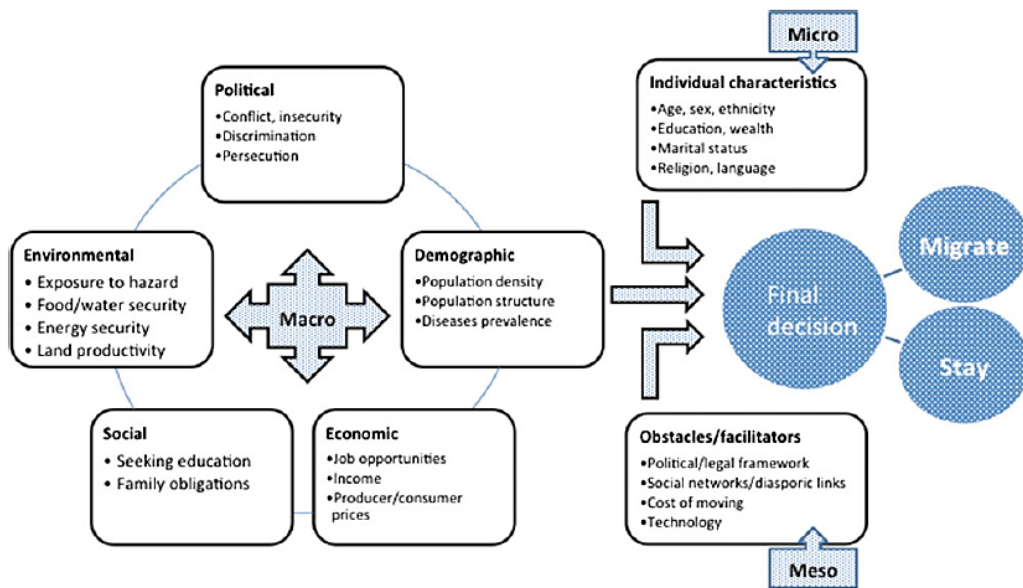 Political
•Conflict, insecurity
•Discrimination
•Persecution
Environmental
• Exposure to hazard
• Food/water security
• Energy security
• Land productivity
Macro
Demographic
•Population density
•Population structure
•Diseases prevalence
Social
• Seeking education
• Family obligations
Economic
•Job opportunities
•Income
•Producer/consumer
prices
Micro
Individual characteristics
•Age, sex, ethnicity
•Education, wealth
•Marital status
•Religion, language
Final
decision
Migrate
Stay
Obstacles/facilitators
•Political/legal framework
•Social networks/diasporic links
•Cost of moving
•Technology
Meso